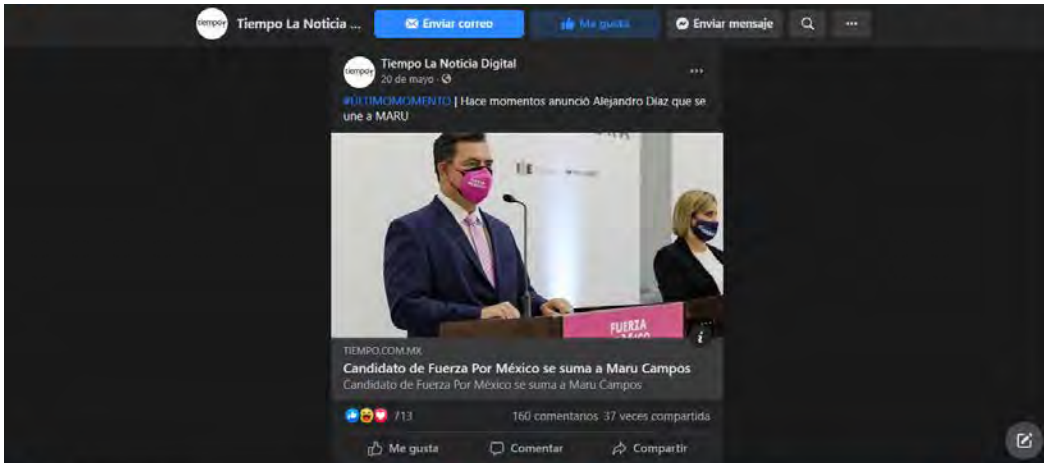 tiempo
Tiempo La Noticia ...
Enviar correo
Me gusta
Enviar mensaje
tiempo
Tiempo La Noticia Digital
20 de mayo
#ÚLTIMOMOMENTO | Hace momentos anunció Alejandro Díaz que se
une a MARU
FUERZA
TIEMPO.COM.MX
Candidato de Fuerza Por México se suma a Maru Campos
Candidato de Fuerza Por México se suma a Maru Campos
713
160 comentarios 37 veces compartida
Me gusta
Comentar
Compartir